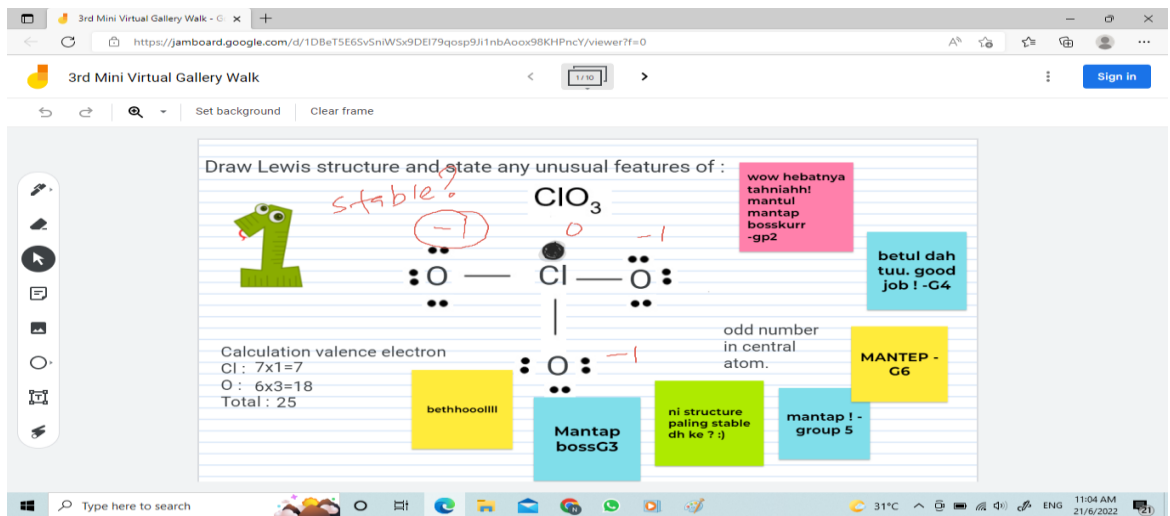 3rd Mini Virtual Gallery Walk - G
https://jamboard.google.com/d/1DBeT5E6SvSniWSx9DEI79qosp9Ji1nbAoox98KHPncY/viewer?f=0
3rd Mini Virtual Gallery Walk
1 / 10
Sign in
Set background
Clear frame
Draw Lewis structure and state any unusual features of :
stable?
ClO3
-1
0
-1
:O — Cl — O:
:O:
-1
Calculation valence electron
Cl : 7x1=7
O : 6x3=18
Total : 25
odd number
in central
atom.
wow hebatnya
tahniahh!
mantul
mantap
bosskurr
-gp2
betul dah
tuu. good
job ! -G4
MANTEP -
G6
bethhooollll
Mantap
bossG3
ni structure
paling stable
dh ke ? :)
mantap ! -
group 5
Type here to search
31°C
ENG
11:04 AM
21/6/2022
21